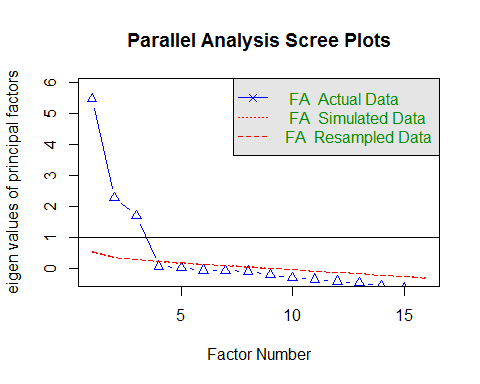 Parallel Analysis Scree Plots
eigen values of principal factors
6
5
4
3
2
1
0
FA Actual Data
FA Simulated Data
FA Resampled Data
5
10
15
Factor Number